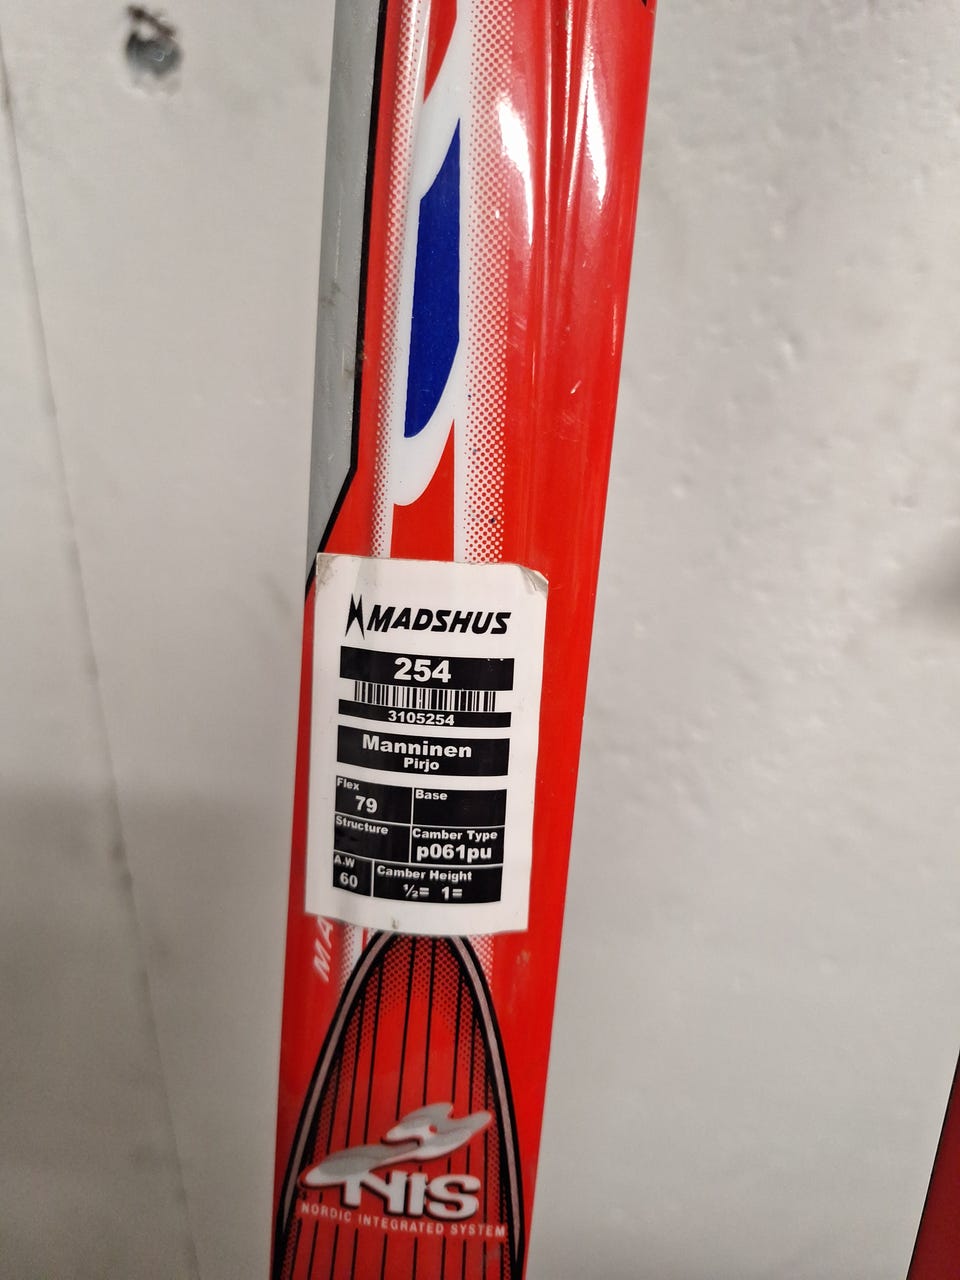 MADSHUS
254
3105254
Manninen
Pirjo
Flex
79
Base
Structure
Camber Type
p061pu
A.W
60
Camber Height
½= 1=
MA
NIS
NORDIC INTEGRATED SYSTEM